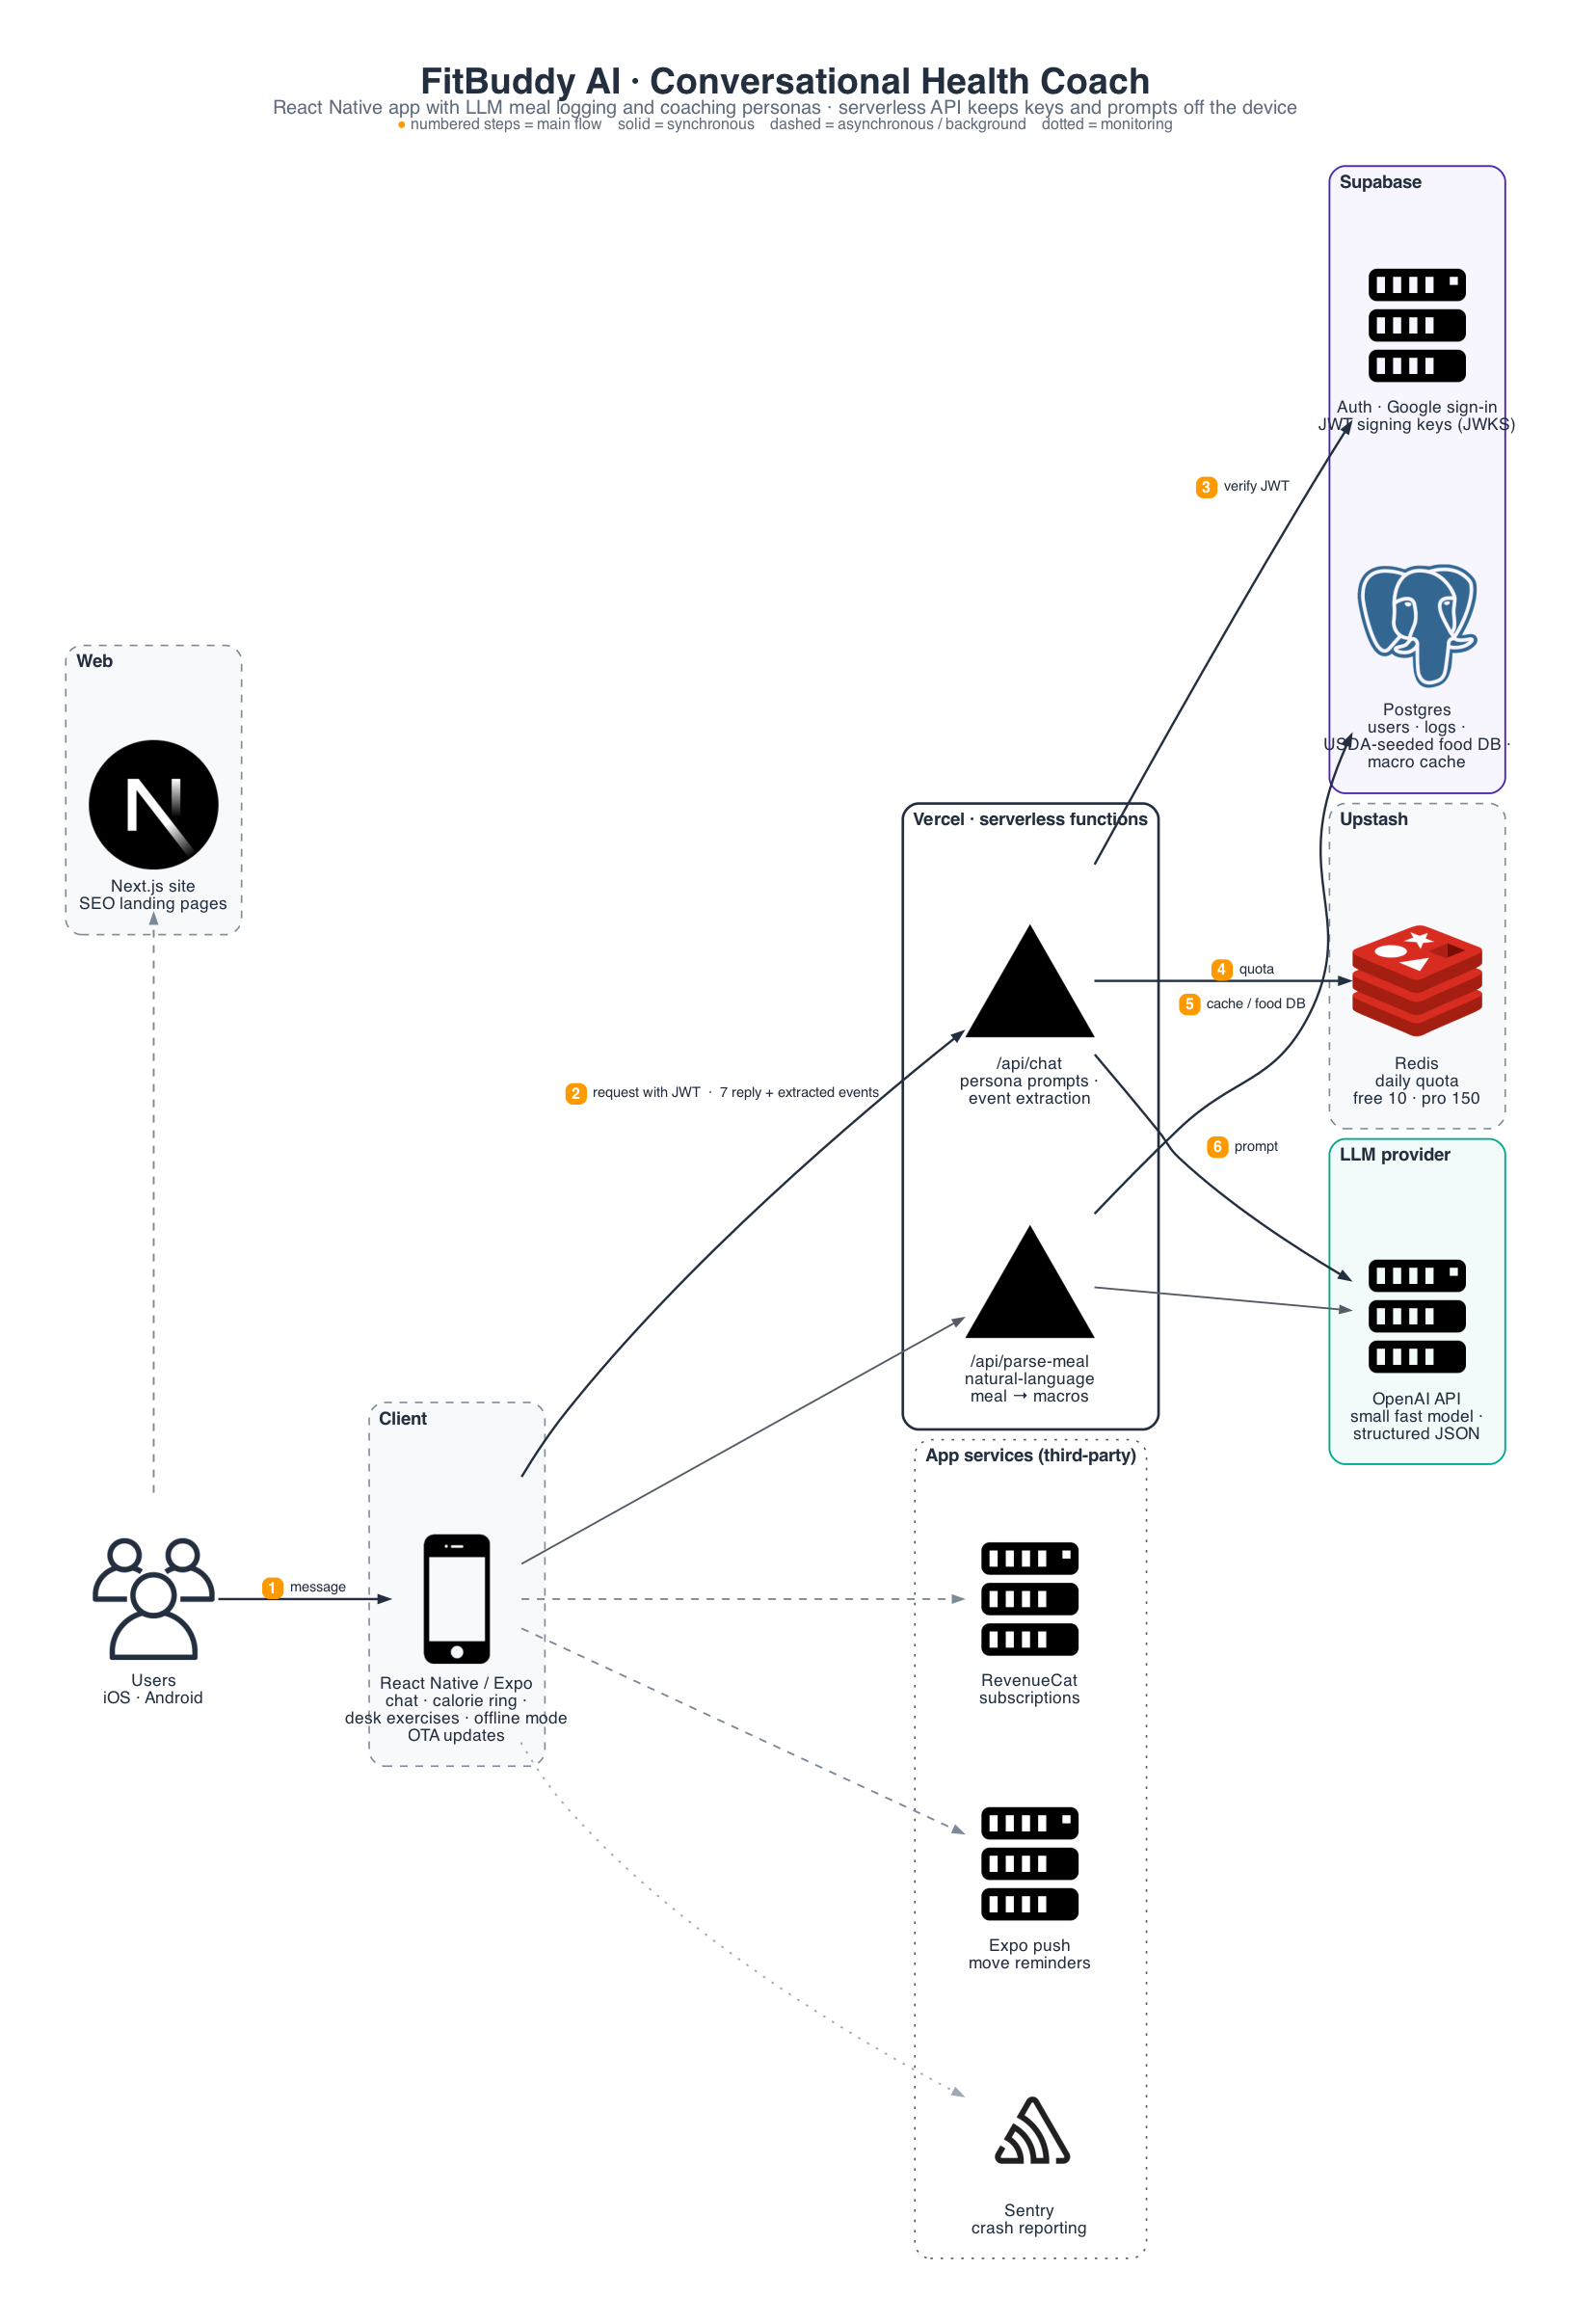 FitBuddy AI · Conversational Health Coach
React Native app with LLM meal logging and coaching personas · serverless API keeps keys and prompts off the device
numbered steps = main flow solid = synchronous dashed = asynchronous / background dotted = monitoring
Supabase
Auth · Google sign-in
JWT signing keys (JWKS)
3 verify JWT
Postgres
users · logs ·
USDA-seeded food DB ·
macro cache
Web
Next.js site
SEO landing pages
Vercel · serverless functions
Upstash
4 quota
5 cache / food DB
/api/chat
persona prompts ·
event extraction
Redis
daily quota
free 10 · pro 150
2 request with JWT · 7 reply + extracted events
6 prompt
LLM provider
/api/parse-meal
natural-language
meal → macros
OpenAI API
small fast model ·
structured JSON
Client
App services (third-party)
1 message
Users
iOS · Android
React Native / Expo
chat · calorie ring ·
desk exercises · offline mode
OTA updates
RevenueCat
subscriptions
Expo push
move reminders
Sentry
crash reporting